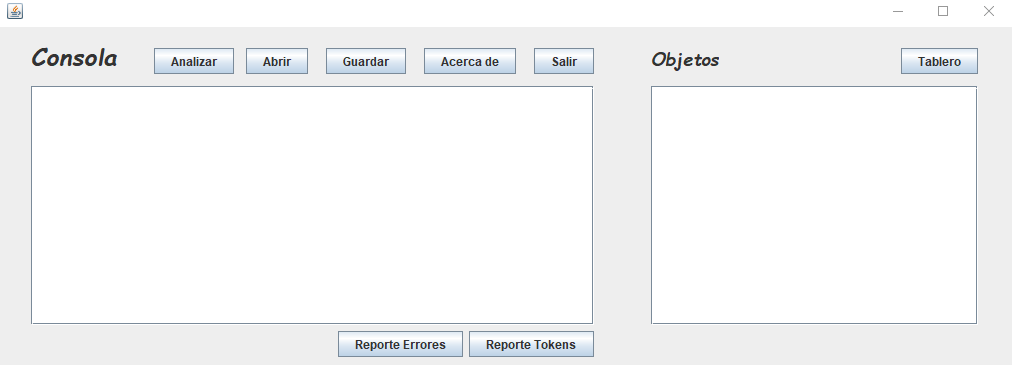 Consola Analizar Abrir Guardar Acerca de Salir Objetos Tablero
Reporte Errores Reporte Tokens